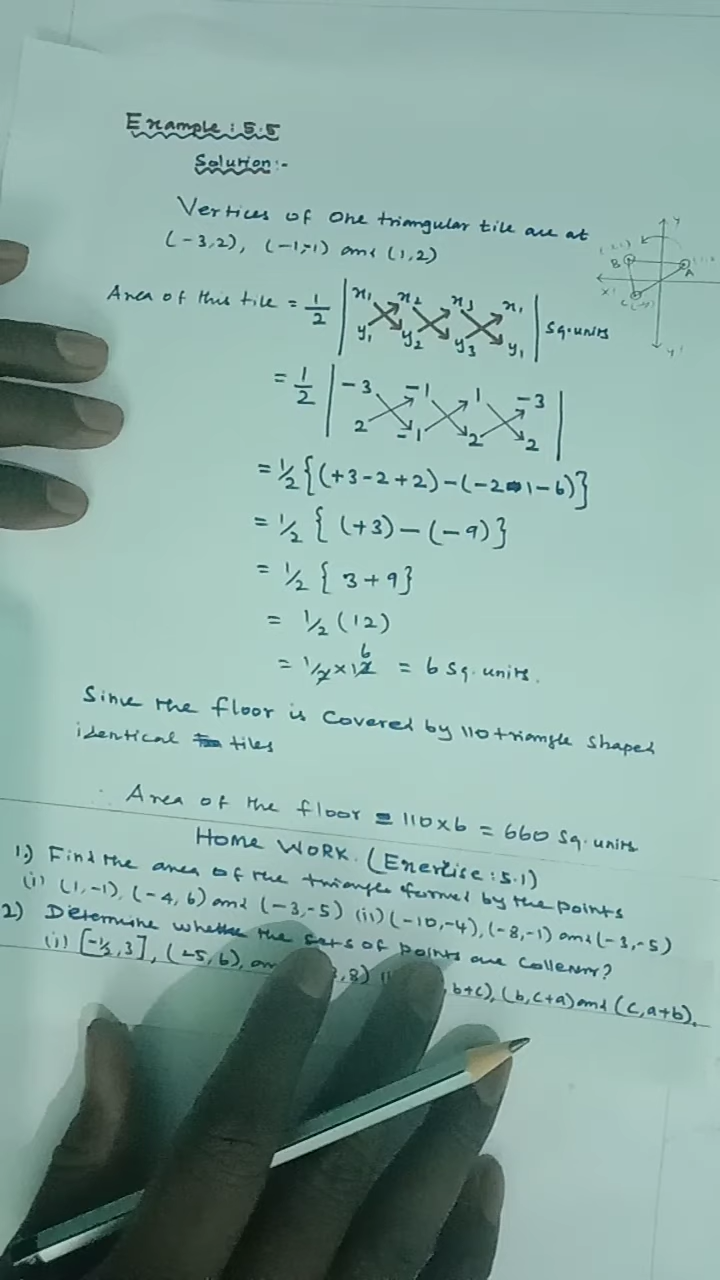 Example : 5.5
Solution:-
Vertices of one triangular tile are at
(-3,2), (-1,-1) and (1,2)
Area of this tile = 1/2 | x₁ x₂ x₃ x₁ | sq.units
y₁ y₂ y₃ y₁
= 1/2 | -3 -1 1 -3 |
2 -1 2 2
= 1/2 {(+3-2+2)-(-2-1-6)}
= 1/2 { (+3) - (-9)}
= 1/2 { 3+9}
= 1/2 (12)
= 1/2 × 12 6 = 6 Sq. units.
Since the floor is covered by 110 triangle shaped
identical tiles
∴ Area of the floor = 110×6 = 660 Sq. units
Home Work. (Exercise : 5.1)
1.) Find the area of the triangle formed by the points
(i) (1,-1), (-4, 6) and (-3,-5) (ii) (-10,-4), (-8,-1) and (-3,-5)
2) Determine whether the sets of points are
(i) [-1/2, 3], (-5, 6), 8) b+c), (b, c+a) and (c, a+b).
Y
B
A
X'
C
Y'